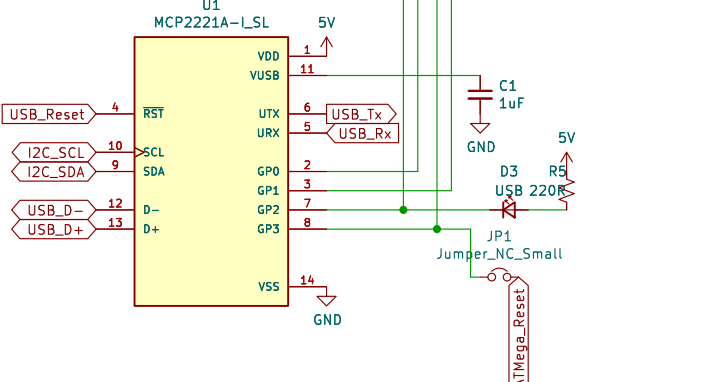 U1
MCP2221A-I_SL
5V
VDD 1
VUSB 11
C1
1uF
GND
USB_Reset 4 RST
UTX 6 USB_Tx
URX 5 USB_Rx
I2C_SCL 10 SCL
I2C_SDA 9 SDA
GP0 2
GP1 3
5V
D3 R5
USB 220R
USB_D- 12 D-
GP2 7
USB_D+ 13 D+
GP3 8
JP1
Jumper_NC_Small
VSS 14
GND
ATMega_Reset